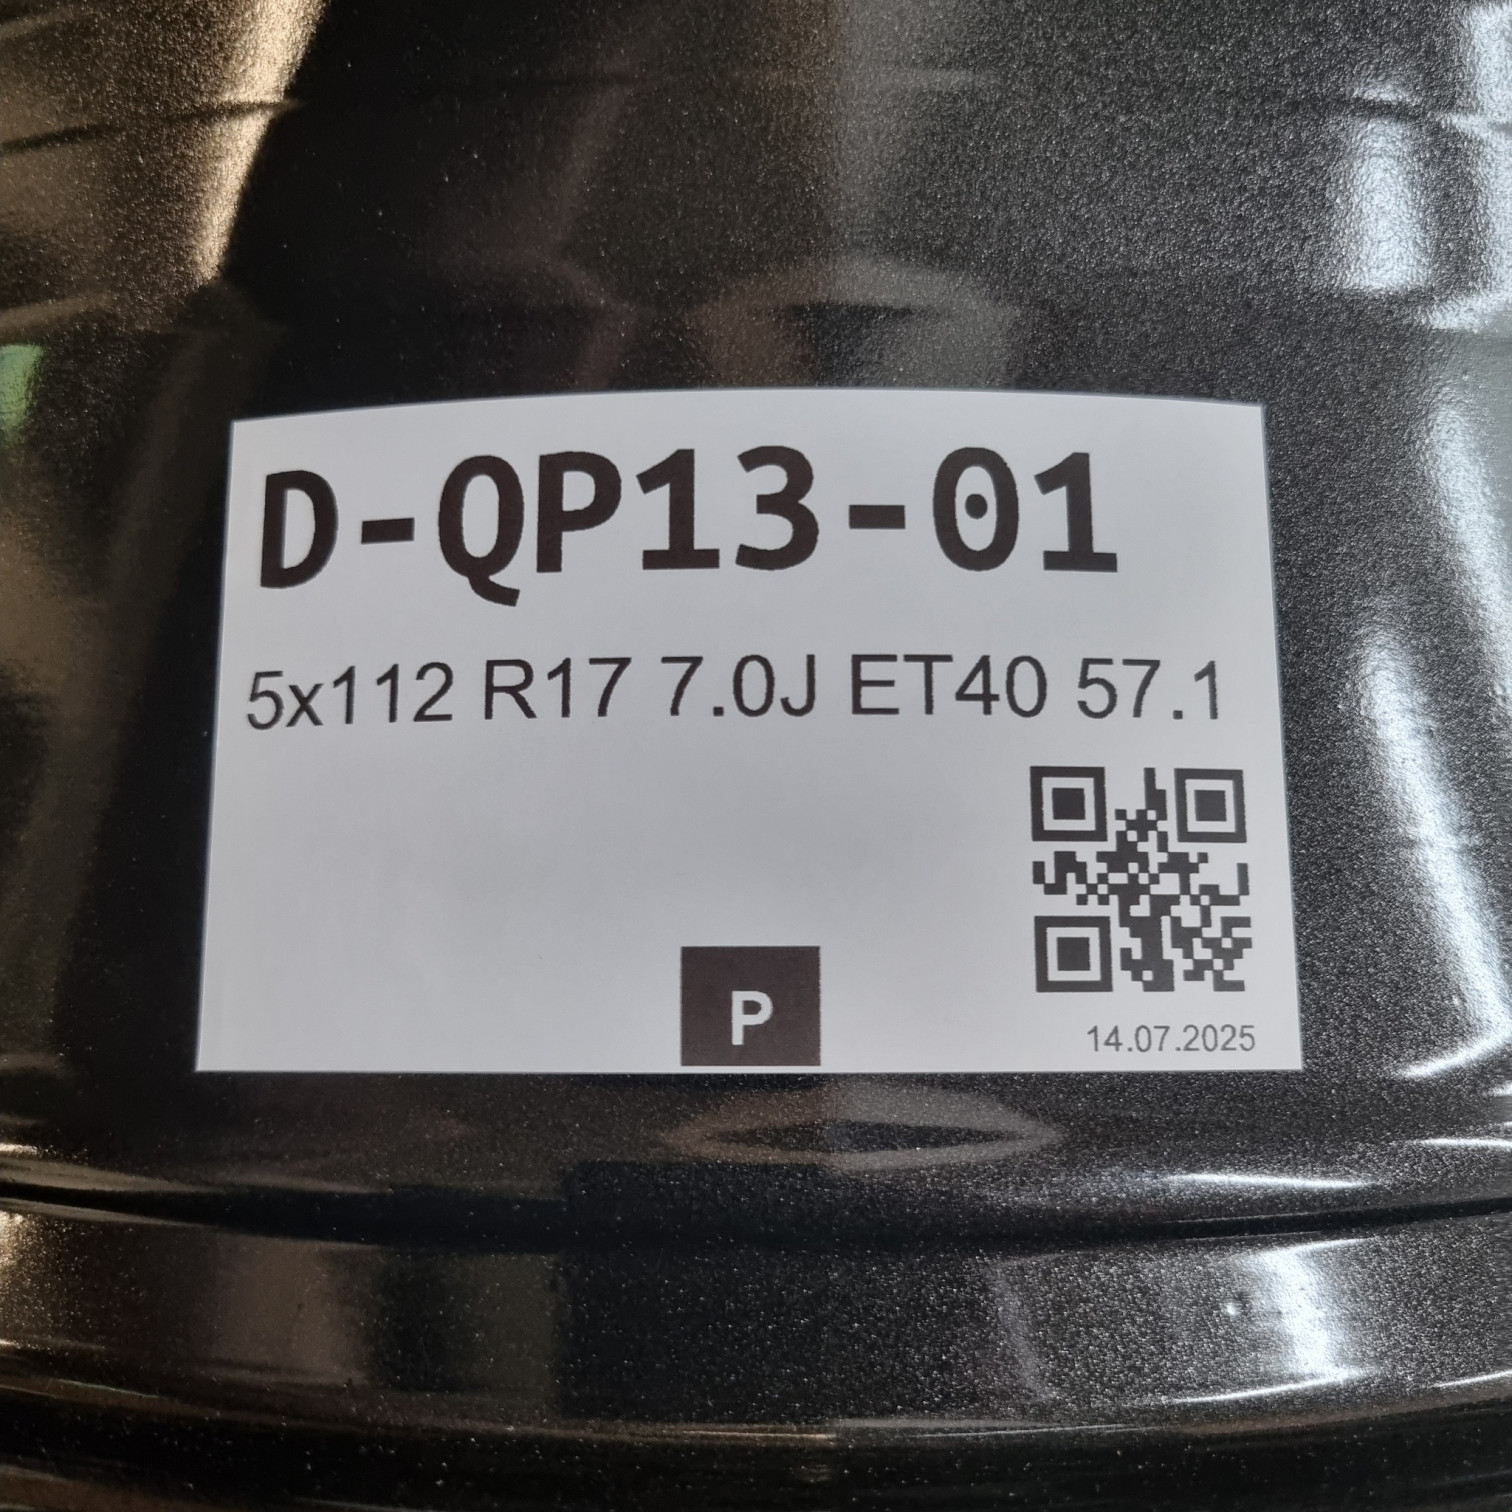 D-QP13-01
5x112 R17 7.0J ET40 57.1
P
14.07.2025